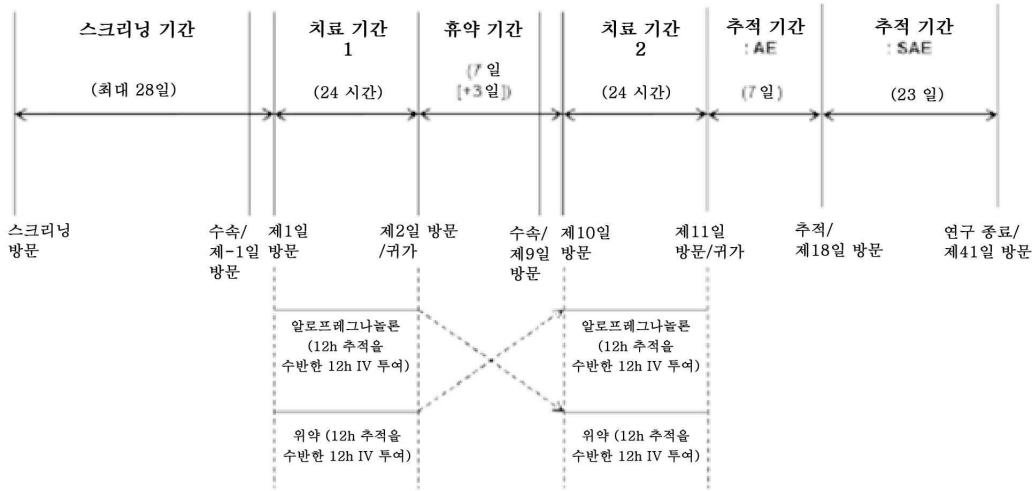 스크리닝 기간
(최대 28일)
치료 기간
1
(24 시간)
휴약 기간
(7 일
[+3일])
치료 기간
2
(24 시간)
추적 기간
: AE
(7일)
추적 기간
: SAE
(23 일)
스크리닝
방문
수속/
제-1일
방문
제1일
방문
제2일 방문
/귀가
수속/
제9일
방문
제10일
방문
제11일
방문/귀가
추적/
제18일 방문
연구 종료/
제41일 방문
알로프레그나놀론
(12h 추적을
수반한 12h IV 투여)
알로프레그나놀론
(12h 추적을
수반한 12h IV 투여)
위약 (12h 추적을
수반한 12h IV 투여)
위약 (12h 추적을
수반한 12h IV 투여)